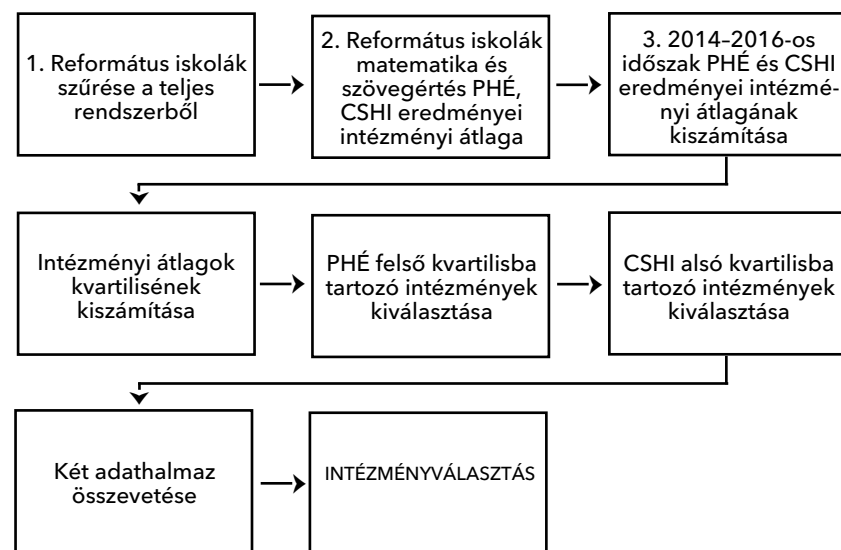 1. Református iskolák
szűrése a teljes
rendszerből
2. Református iskolák
matematika és
szövegértés PHÉ,
CSHI eredményei
intézményi átlaga
3. 2014–2016-os
időszak PHÉ és CSHI
eredményei intézmé-
nyi átlagának
kiszámítása
Intézményi átlagok
kvartilisének
kiszámítása
PHÉ felső kvartilisba
tartozó intézmények
kiválasztása
CSHI alsó kvartilisba
tartozó intézmények
kiválasztása
Két adathalmaz
összevetése
INTÉZMÉNYVÁLASZTÁS